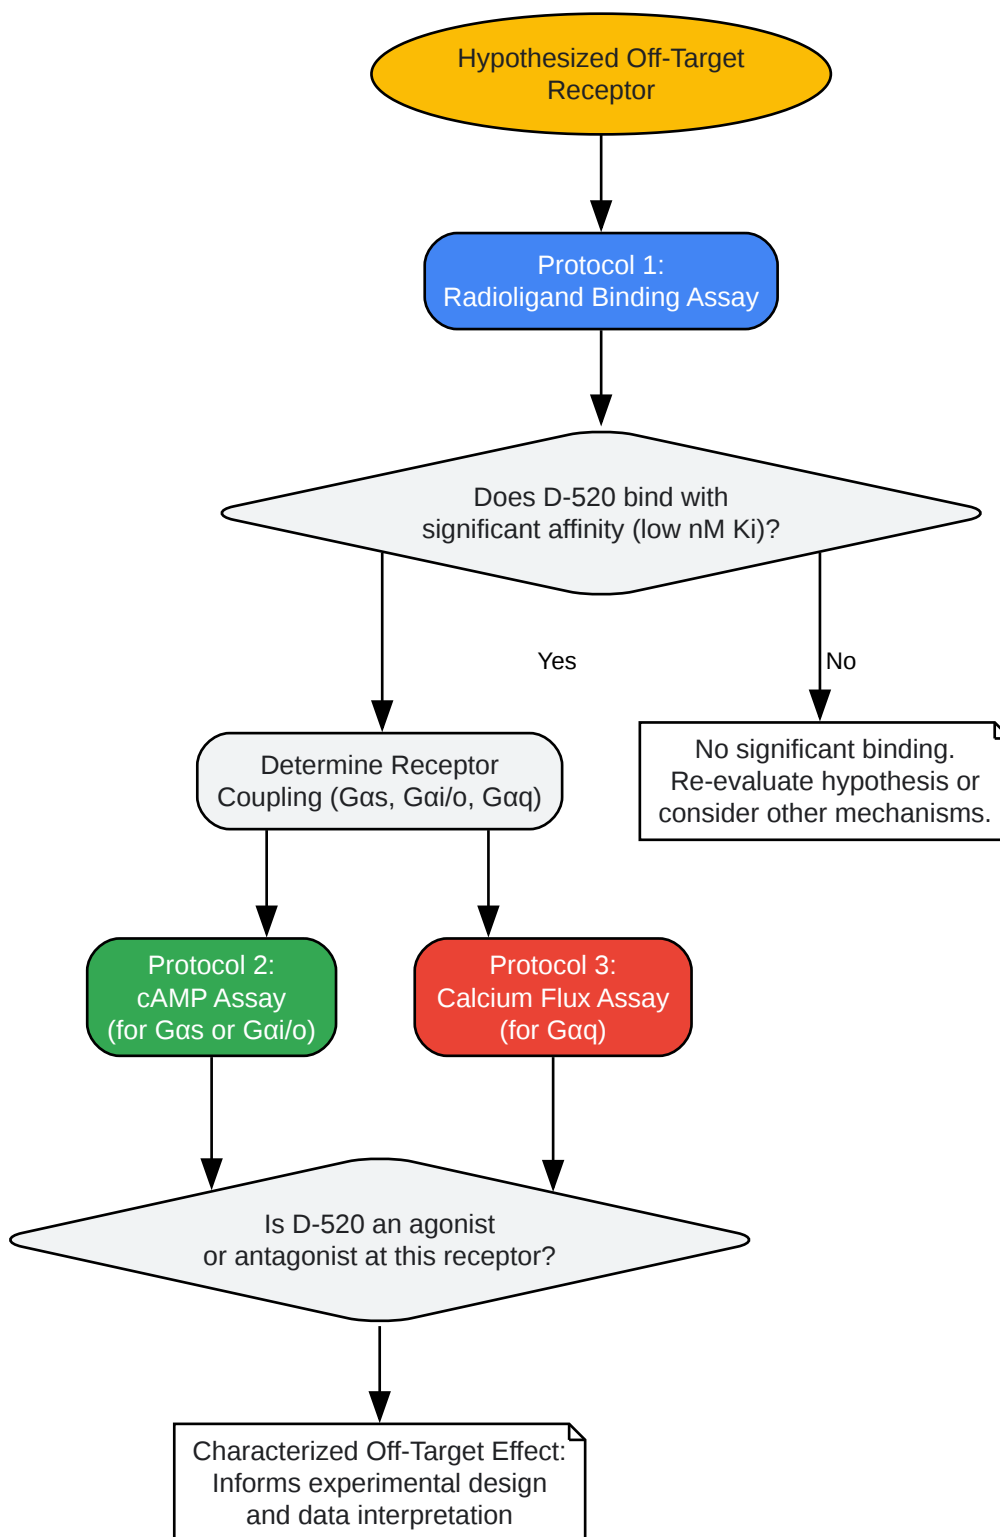 Hypothesized Off-Target
Receptor
Protocol 1:
Radioligand Binding Assay
Does D-520 bind with
significant affinity (low nM Ki)?
Yes
No
Determine Receptor
Coupling (Gαs, Gαi/o, Gαq)
No significant binding.
Re-evaluate hypothesis or
consider other mechanisms.
Protocol 2:
cAMP Assay
(for Gαs or Gαi/o)
Protocol 3:
Calcium Flux Assay
(for Gαq)
Is D-520 an agonist
or antagonist at this receptor?
Characterized Off-Target Effect:
Informs experimental design
and data interpretation